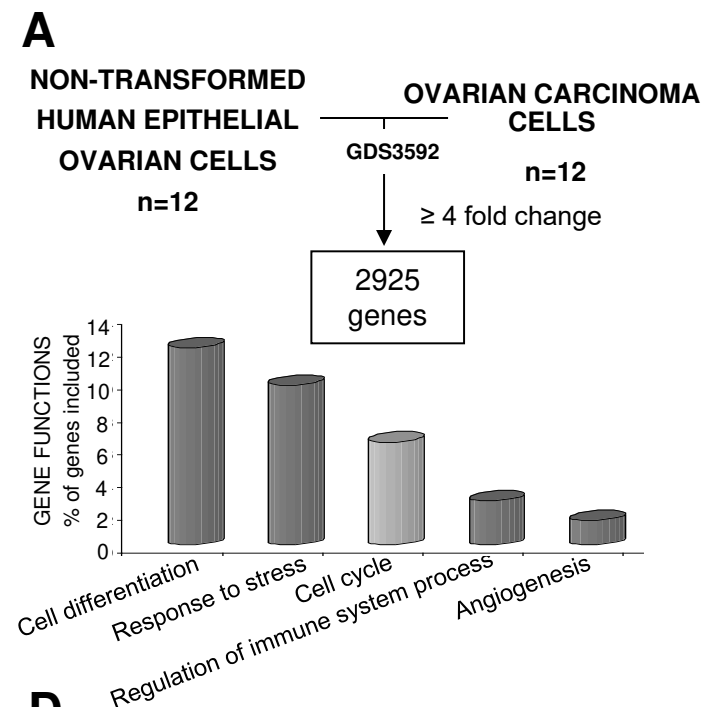 A
NON-TRANSFORMED
HUMAN EPITHELIAL
OVARIAN CELLS
n=12
OVARIAN CARCINOMA
CELLS
n=12
GDS3592
≥ 4 fold change
2925
genes
GENE FUNCTIONS
% of genes included
14
12
10
8
6
4
2
0
Cell differentiation
Response to stress
Cell cycle
Regulation of immune system process
Angiogenesis